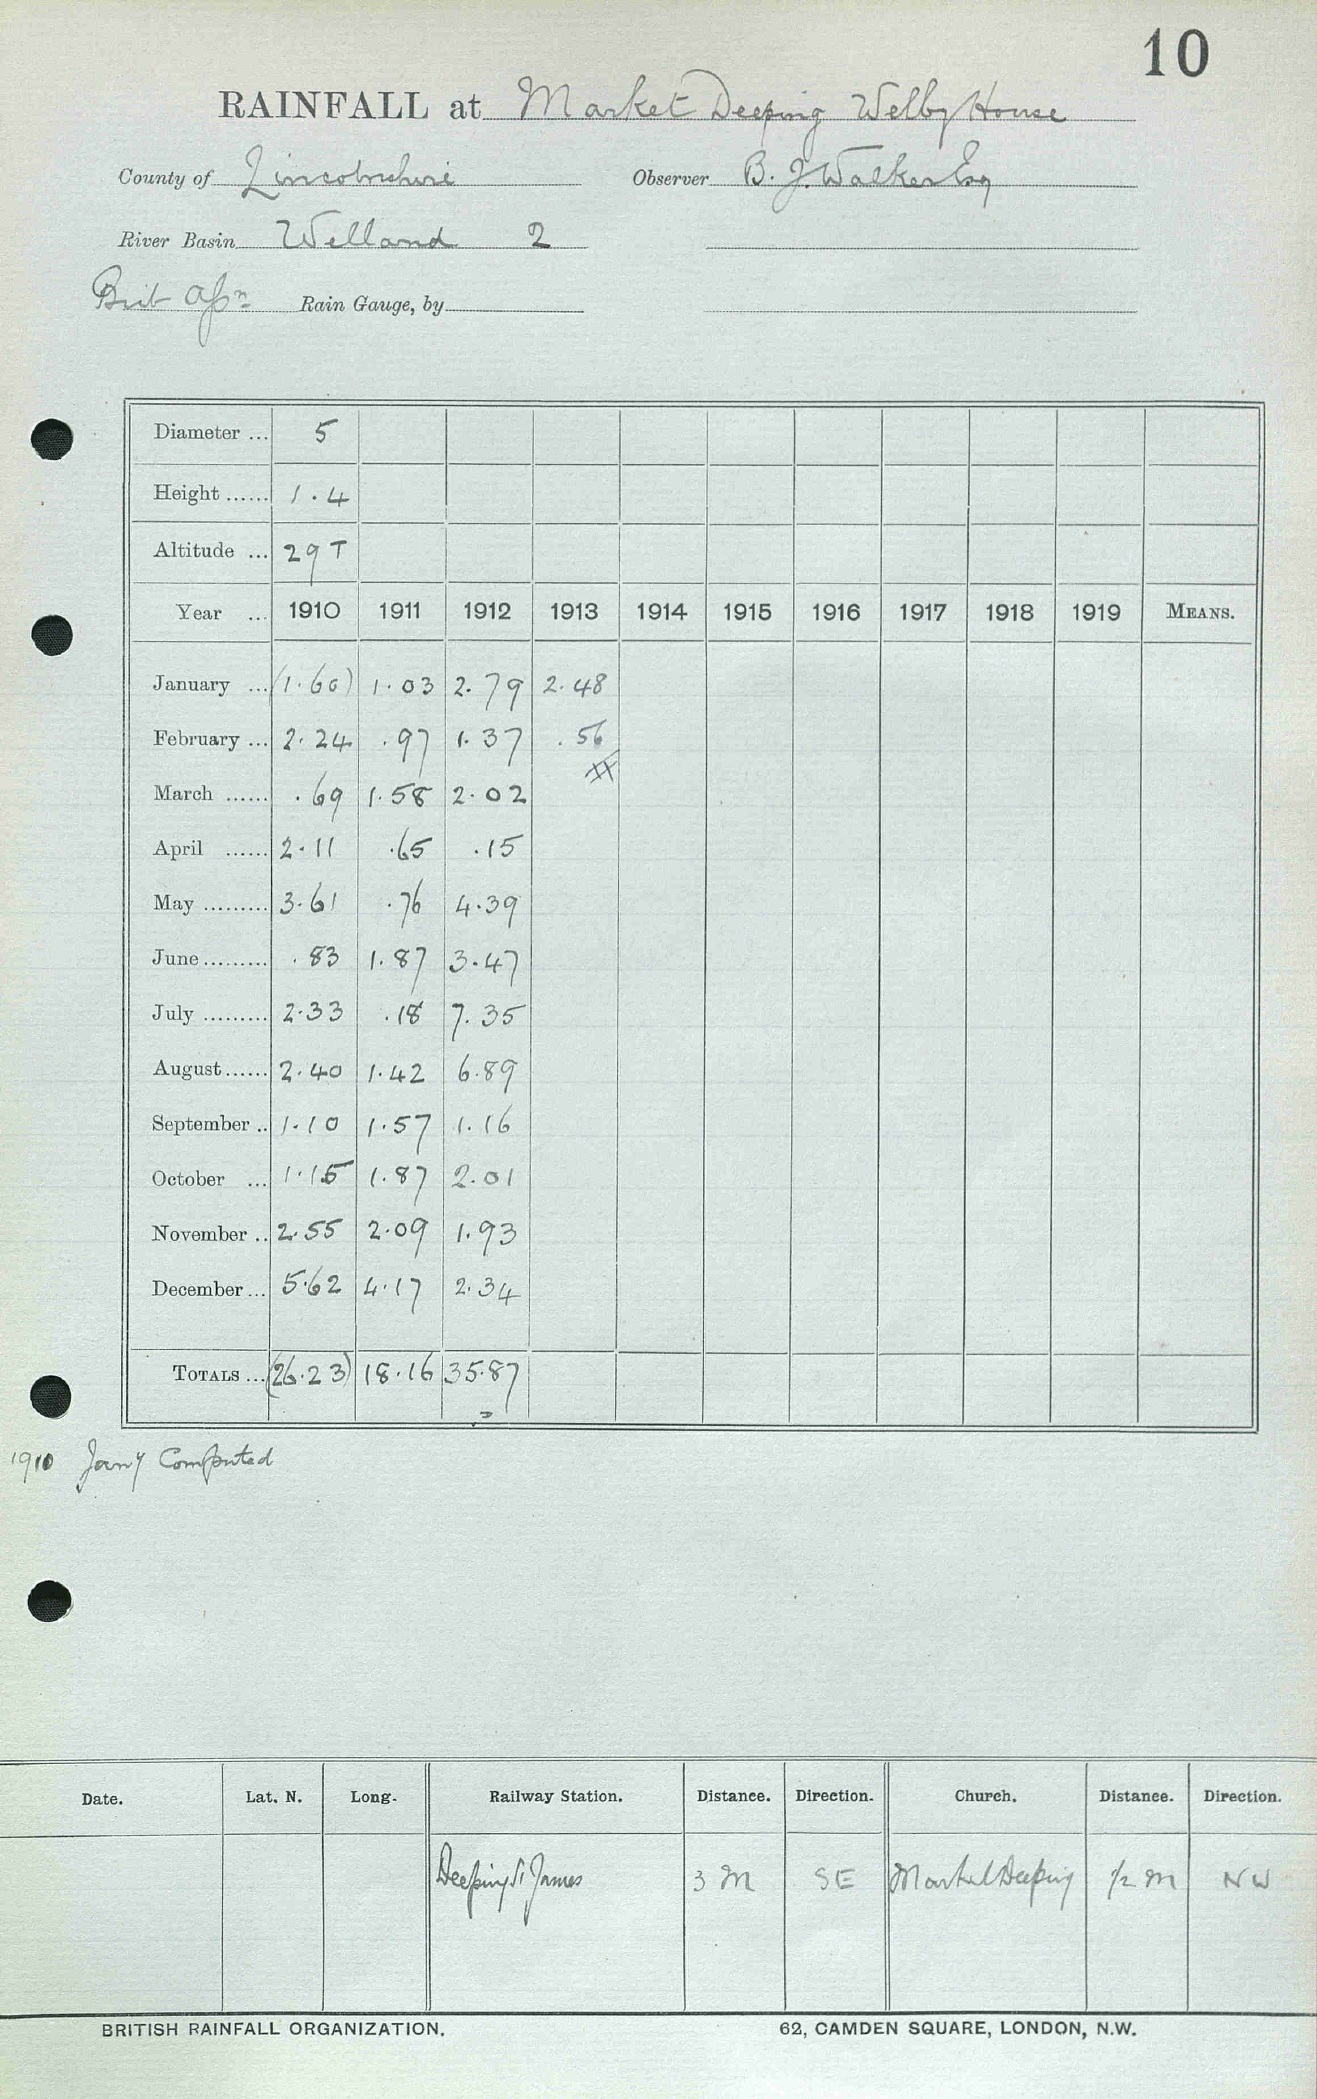 10
RAINFALL at Market Deeping Welby House
County of Lincolnshire Observer B. J. Walker Esq
River Basin Welland 2
Brit Assn Rain Gauge, by
Diameter ... 5
Height ...... 1.4
Altitude ... 29 T
Year ... 1910 1911 1912 1913 1914 1915 1916 1917 1918 1919 MEANS.
January ... (1.60) 1.03 2.79 2.48
February ... 2.24 .97 1.37 .56
March ...... .69 1.58 2.02
April ...... 2.11 .65 .15
May ......... 3.61 .76 4.39
June ......... .83 1.87 3.47
July ......... 2.33 .18 7.35
August ...... 2.40 1.42 6.89
September .. 1.10 1.57 1.16
October ... 1.15 1.87 2.01
November .. 2.55 2.09 1.93
December ... 5.62 4.17 2.34
TOTALS ... (26.23) 18.16 35.87
1910 Jany Computed
Date. Lat. N. Long. Railway Station. Distance. Direction. Church. Distance. Direction.
Deeping St James 3 M SE Market Deeping 1/2 M NW
BRITISH RAINFALL ORGANIZATION. 62, CAMDEN SQUARE, LONDON, N.W.